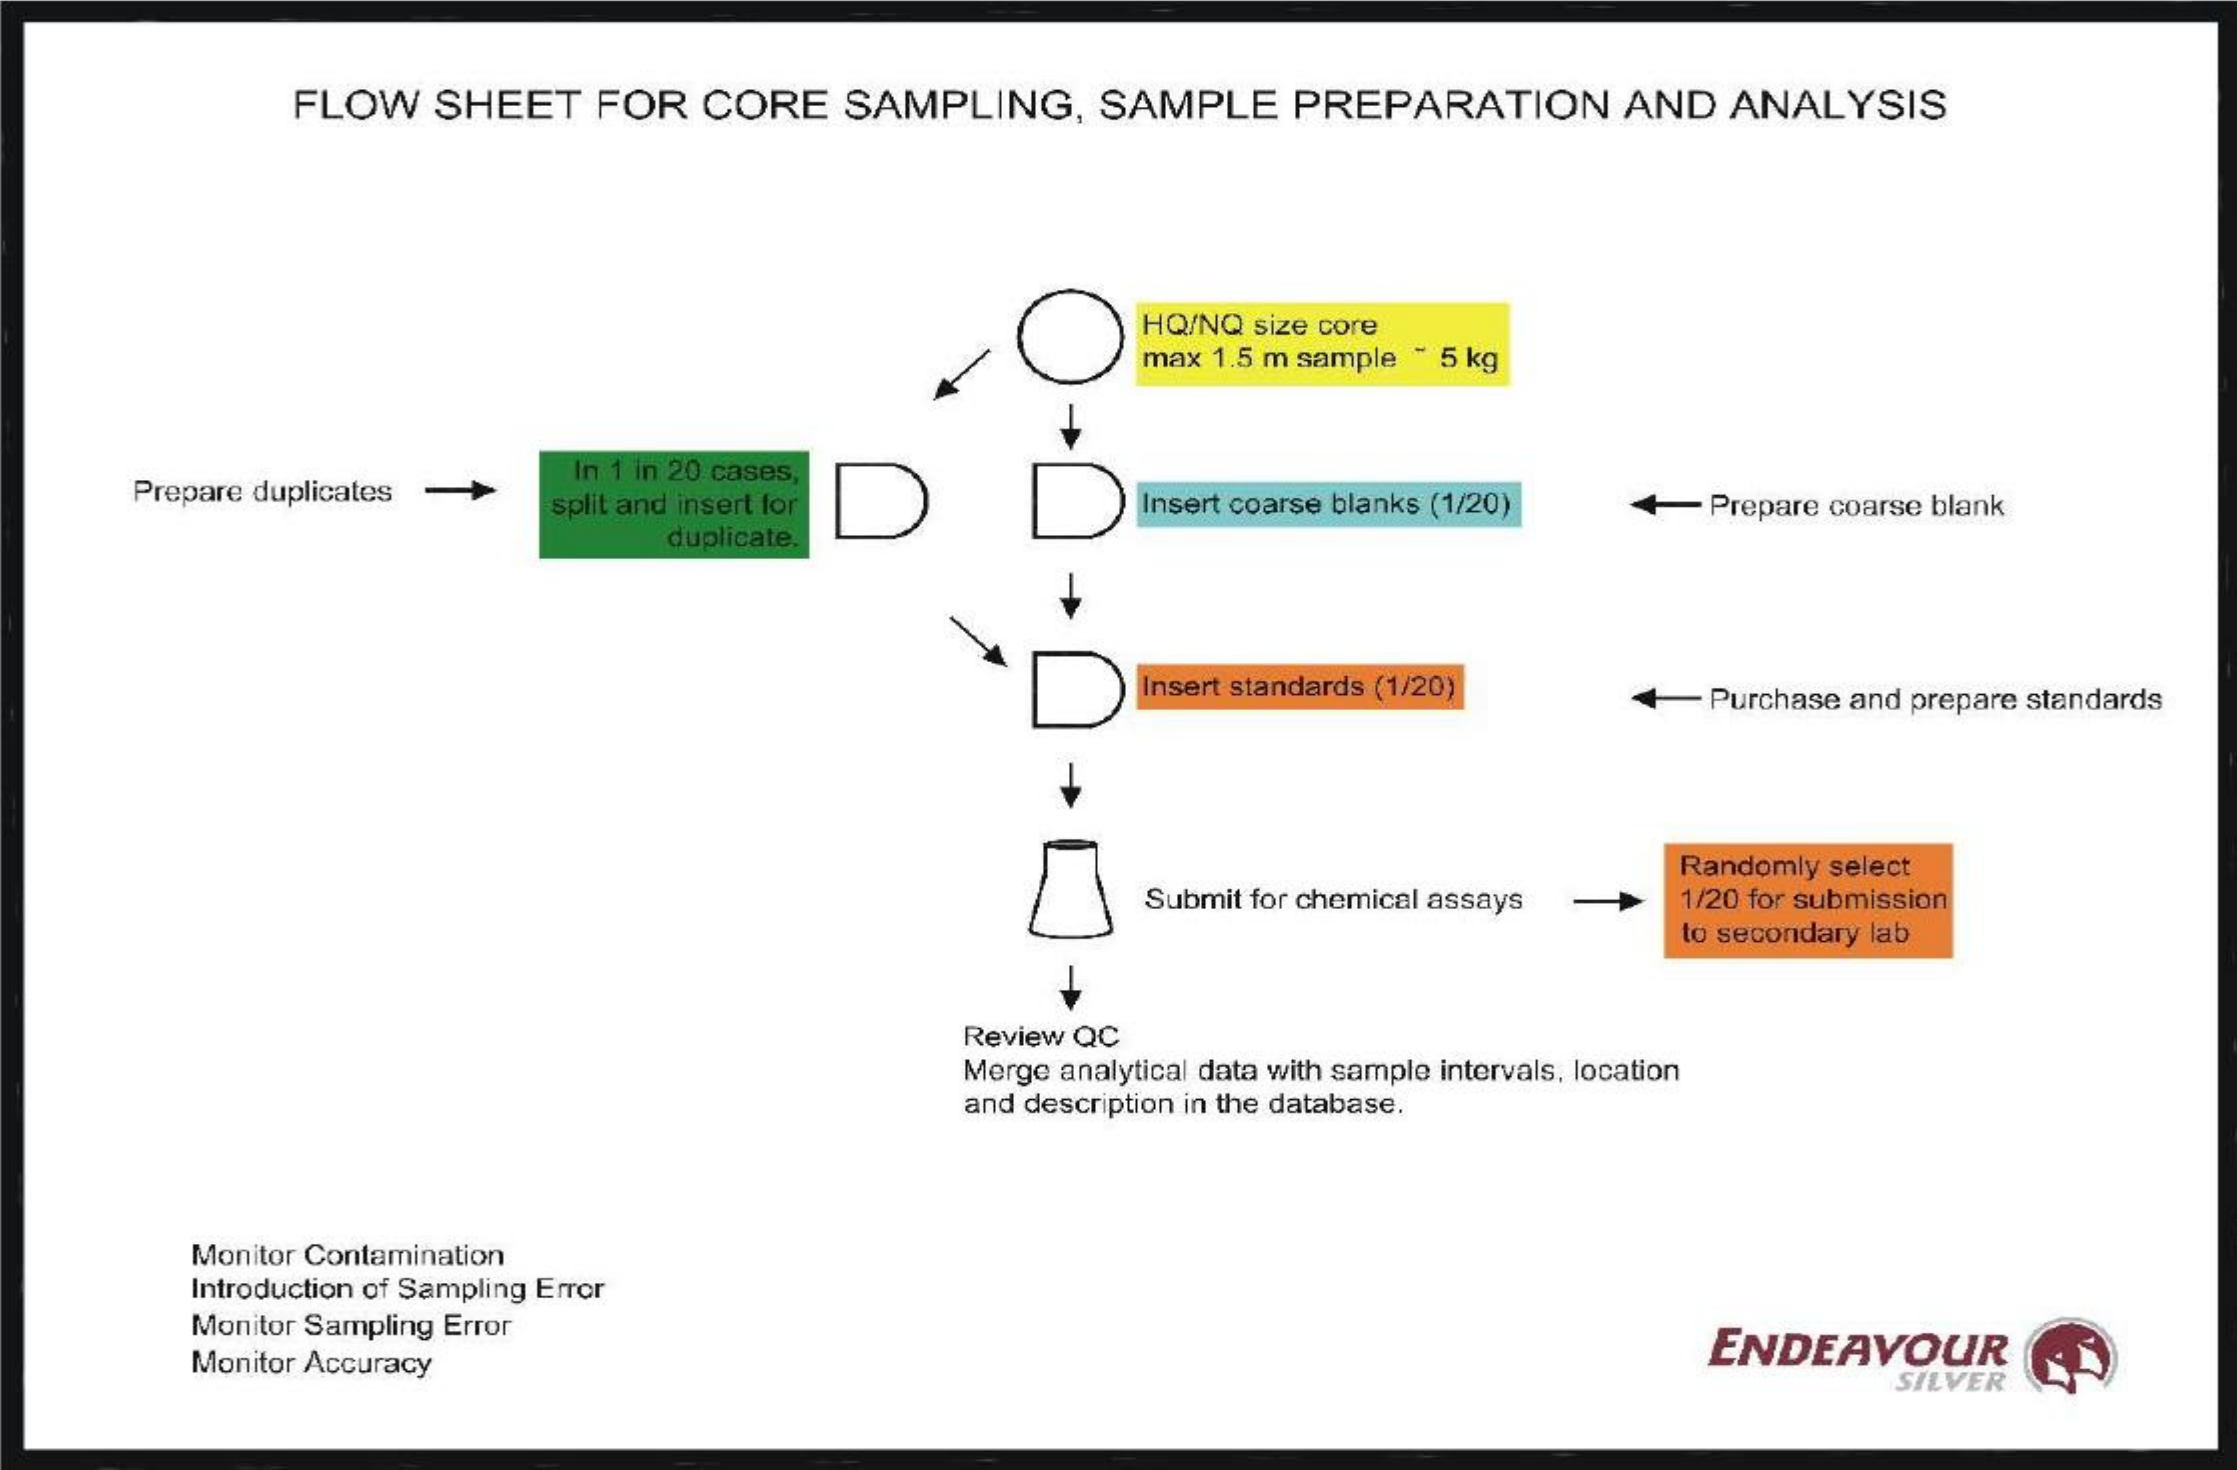 FLOW SHEET FOR CORE SAMPLING, SAMPLE PREPARATION AND ANALYSIS
HQ/NQ size core
max 1.5 m sample ~ 5 kg
Prepare duplicates
In 1 in 20 cases,
split and insert for
duplicate.
Insert coarse blanks (1/20)
Prepare coarse blank
Insert standards (1/20)
Purchase and prepare standards
Submit for chemical assays
Randomly select
1/20 for submission
to secondary lab
Review QC
Merge analytical data with sample intervals, location
and description in the database.
Monitor Contamination
Introduction of Sampling Error
Monitor Sampling Error
Monitor Accuracy
ENDEAVOUR
SILVER